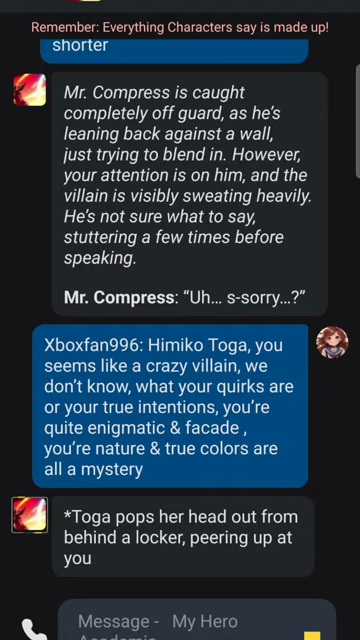 Remember: Everything Characters say is made up!
shorter
Mr. Compress is caught
completely off guard, as he's
leaning back against a wall,
just trying to blend in. However,
your attention is on him, and the
villain is visibly sweating heavily.
He's not sure what to say,
stuttering a few times before
speaking.
Mr. Compress: “Uh… s-sorry…?”
Xboxfan996: Himiko Toga, you
seems like a crazy villain, we
don't know, what your quirks are
or your true intentions, you're
quite enigmatic & facade ,
you're nature & true colors are
all a mystery
*Toga pops her head out from
behind a locker, peering up at
you
Message - My Hero